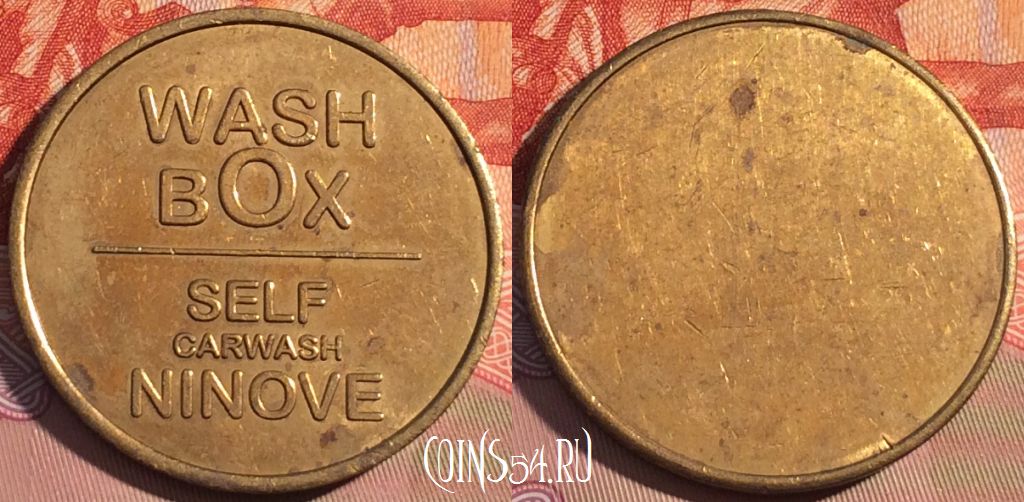 WASH
BOX
SELF
CARWASH
NINOVE
COINS54.RU